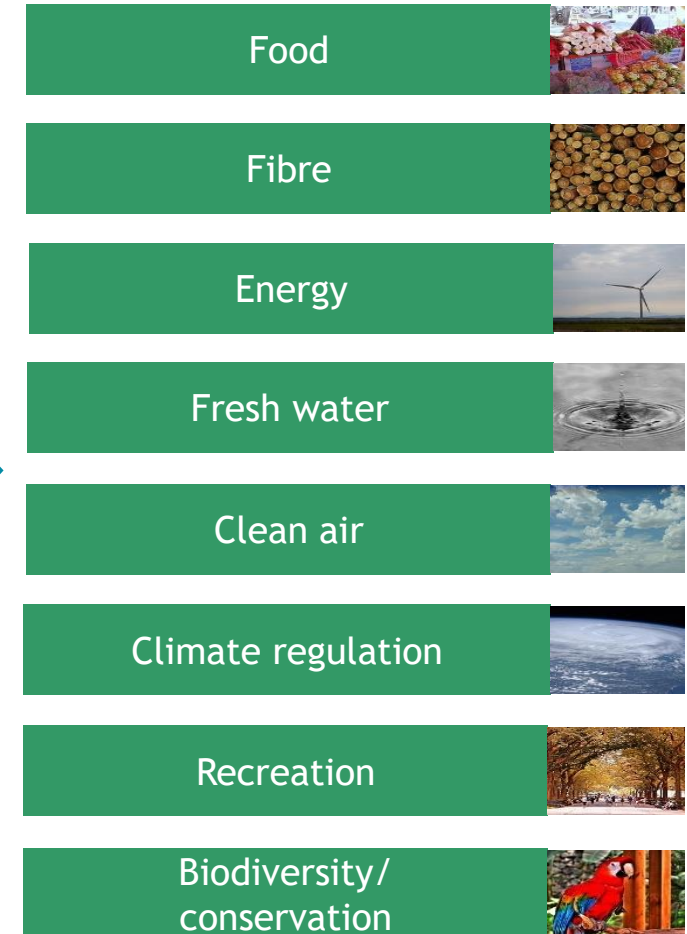 Food
Fibre
Energy
Fresh water
Clean air
Climate regulation
Recreation
Biodiversity/
conservation